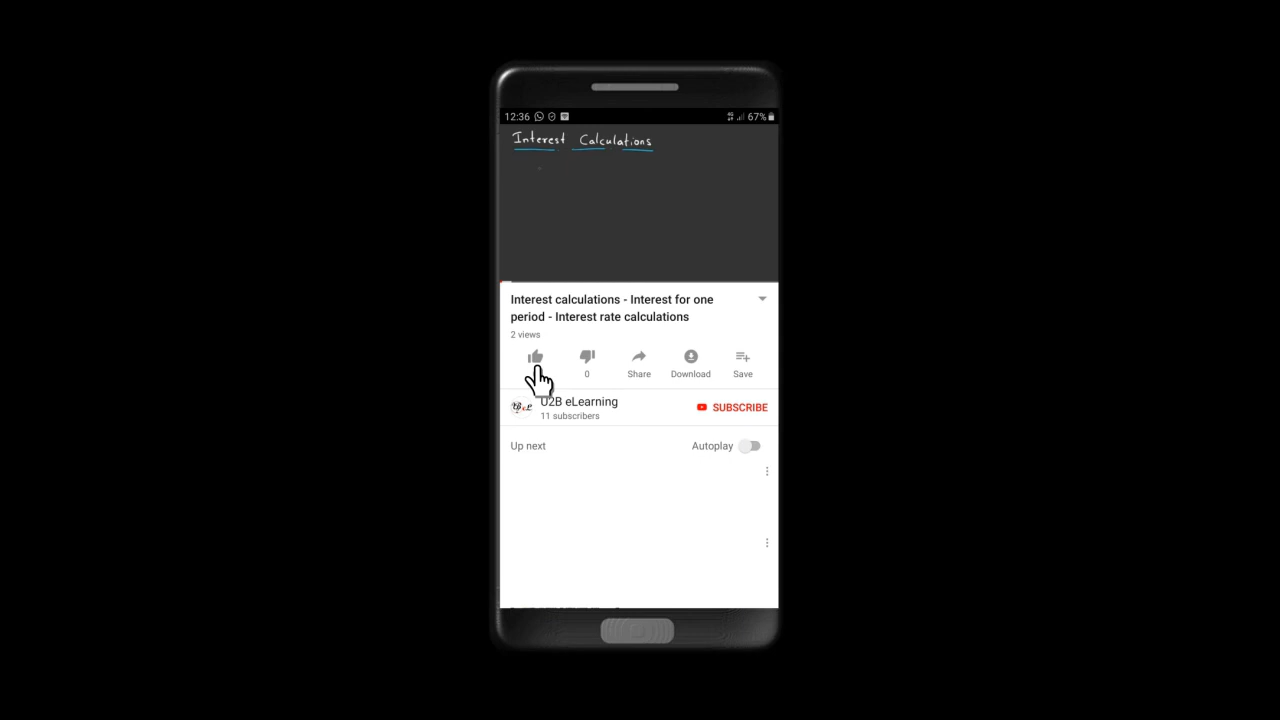 12:36 67%
Interest Calculations
Interest calculations - Interest for one
period - Interest rate calculations
2 views
0 Share Download Save
U2B eLearning
11 subscribers
SUBSCRIBE
Up next Autoplay